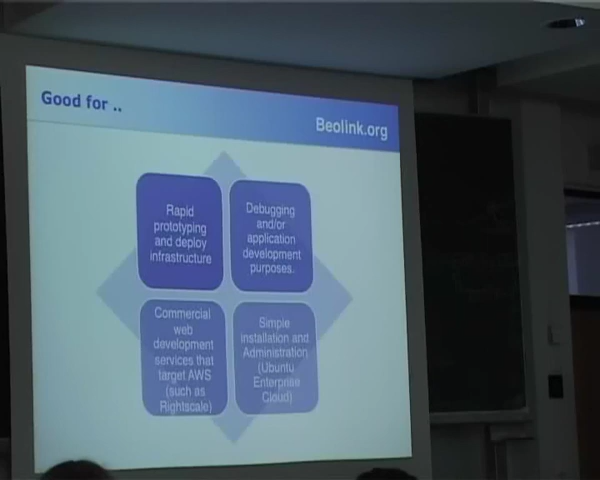 Good for ..
Beolink.org
Rapid
prototyping
and deploy
infrastructure
Debugging
and/or
application
development
purposes.
Commercial
web
development
services that
target AWS
(such as
Rightscale)
Simple
installation and
Administration
(Ubuntu
Enterprise
Cloud)